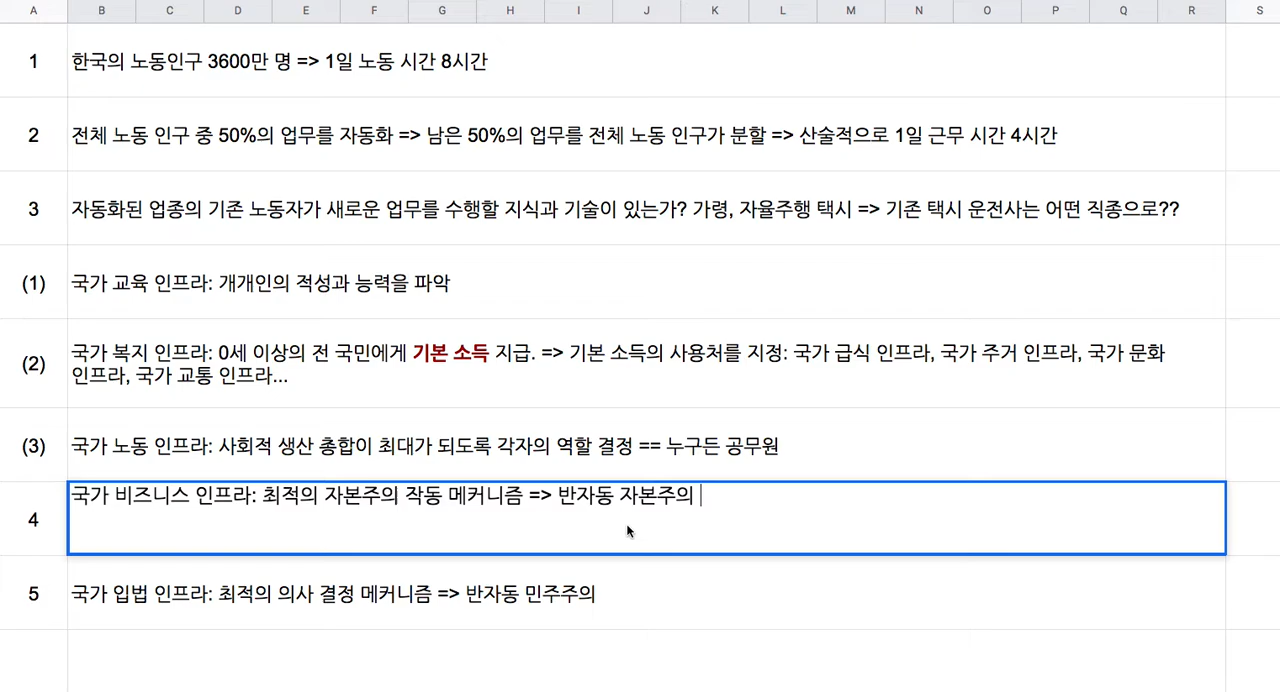 A B C D E F G H I J K L M N O P Q R S
1 한국의 노동인구 3600만 명 => 1일 노동 시간 8시간
2 전체 노동 인구 중 50%의 업무를 자동화 => 남은 50%의 업무를 전체 노동 인구가 분할 => 산술적으로 1일 근무 시간 4시간
3 자동화된 업종의 기존 노동자가 새로운 업무를 수행할 지식과 기술이 있는가? 가령, 자율주행 택시 => 기존 택시 운전사는 어떤 직종으로??
(1) 국가 교육 인프라: 개개인의 적성과 능력을 파악
(2) 국가 복지 인프라: 0세 이상의 전 국민에게 기본 소득 지급. => 기본 소득의 사용처를 지정: 국가 급식 인프라, 국가 주거 인프라, 국가 문화
인프라, 국가 교통 인프라...
(3) 국가 노동 인프라: 사회적 생산 총합이 최대가 되도록 각자의 역할 결정 == 누구든 공무원
4 국가 비즈니스 인프라: 최적의 자본주의 작동 메커니즘 => 반자동 자본주의
5 국가 입법 인프라: 최적의 의사 결정 메커니즘 => 반자동 민주주의